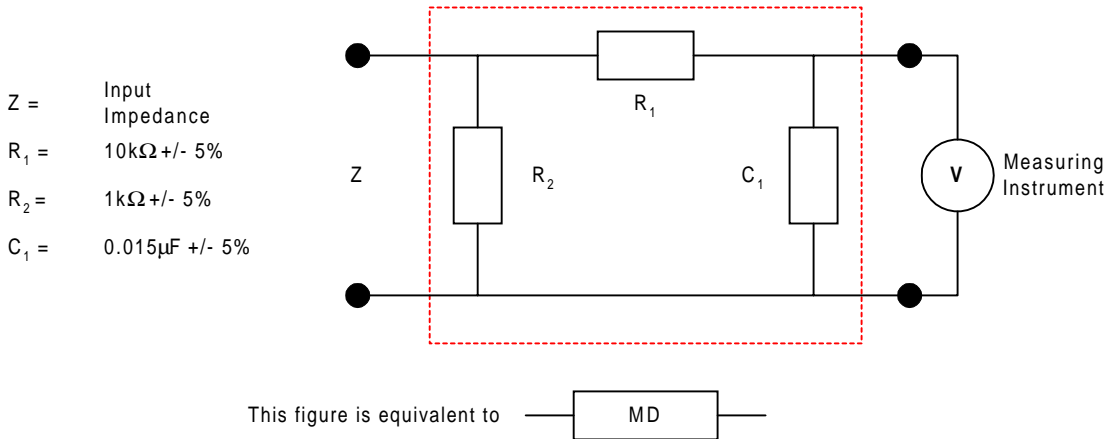 Z = Input
Impedance
R1 = 10kΩ +/- 5%
R2 = 1kΩ +/- 5%
C1 = 0.015µF +/- 5%
Z
R1
R2
C1
V
Measuring
Instrument
This figure is equivalent to MD